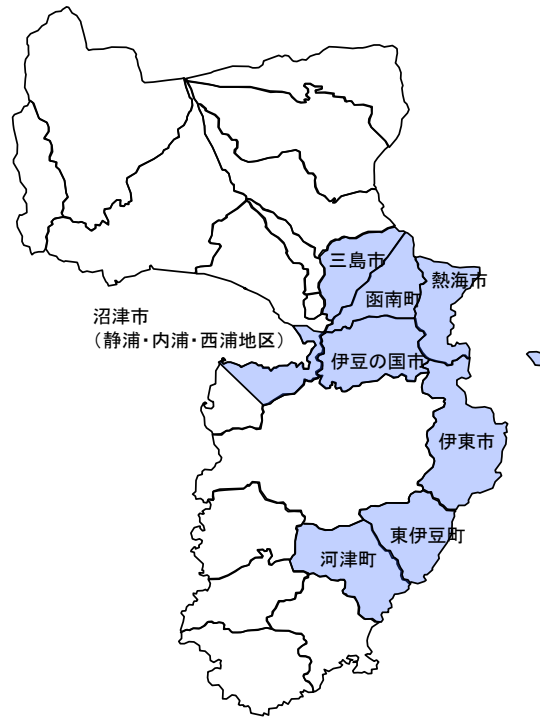 三島市
熱海市
函南町
沼津市
（静浦・内浦・西浦地区）
伊豆の国市
伊東市
東伊豆町
河津町